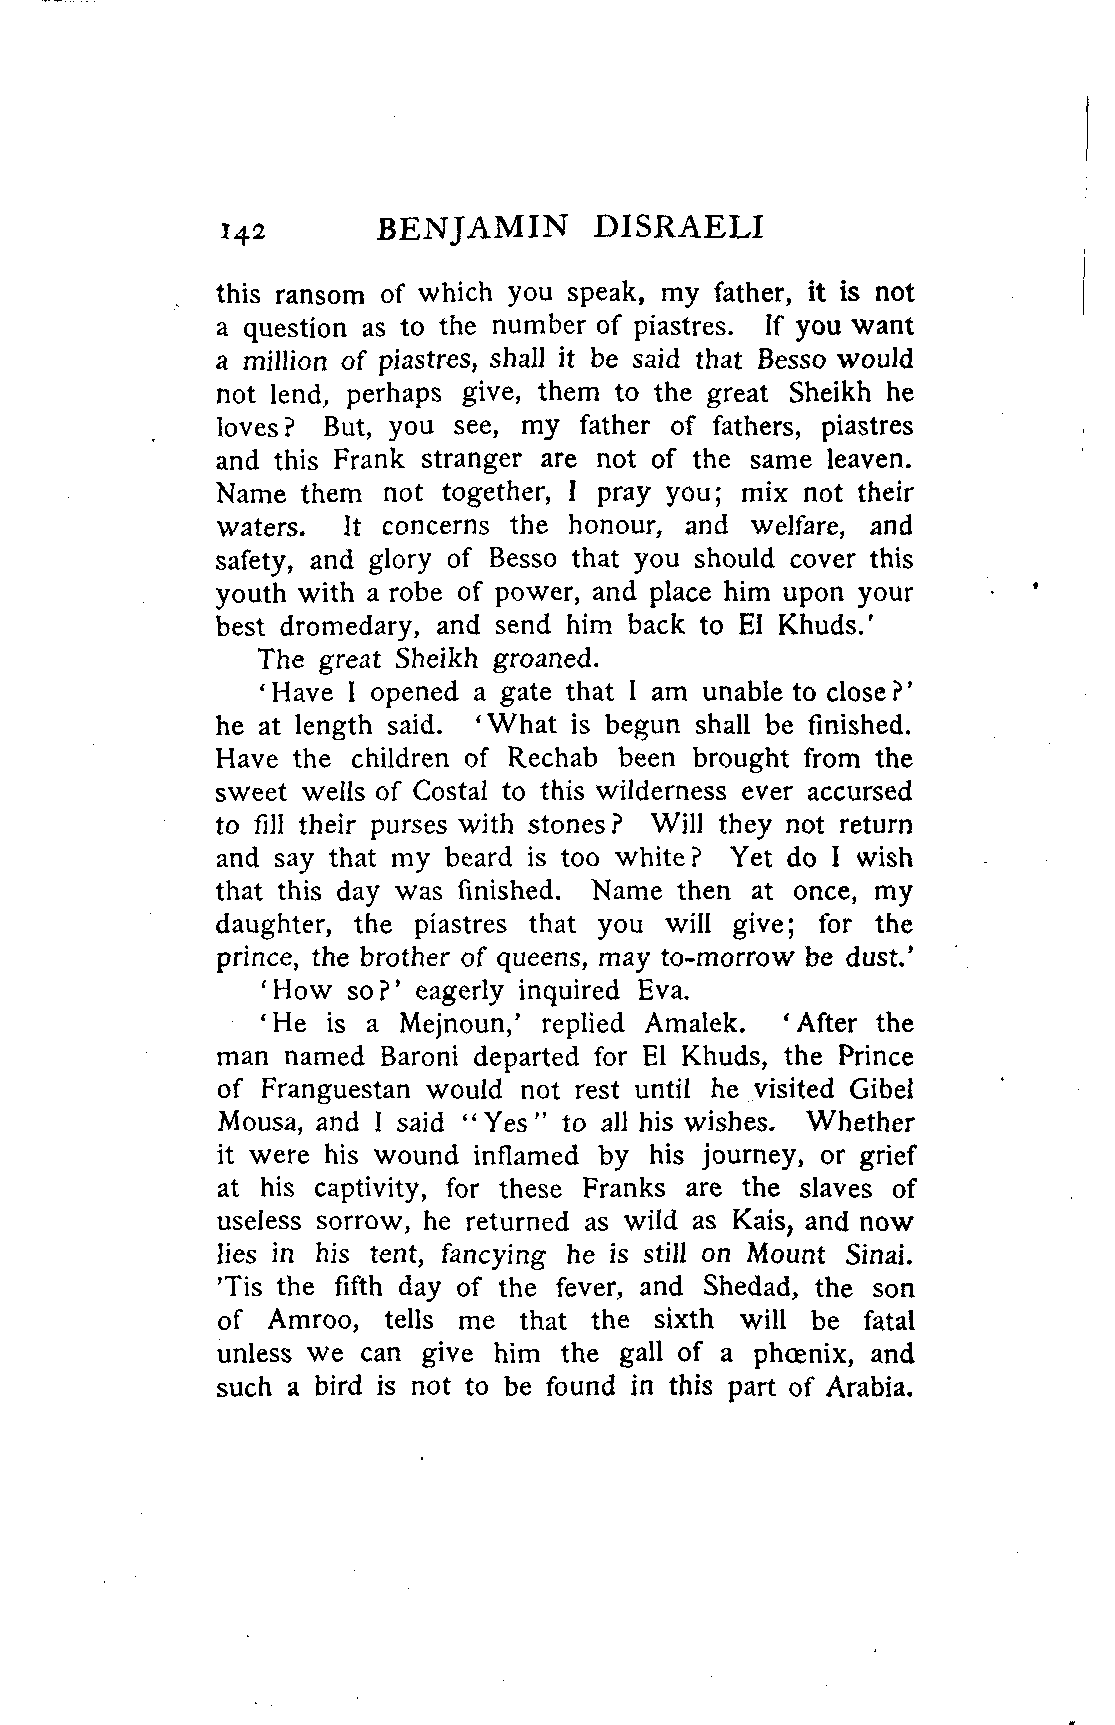 142 BENJAMIN DISRAELI
this ransom of which you speak, my father, it is not
a question as to the number of piastres. If you want
a million of piastres, shall it be said that Besso would
not lend, perhaps give, them to the great Sheikh he
loves? But, you see, my father of fathers, piastres
and this Frank stranger are not of the same leaven.
Name them not together, I pray you; mix not their
waters. It concerns the honour, and welfare, and
safety, and glory of Besso that you should cover this
youth with a robe of power, and place him upon your
best dromedary, and send him back to El Khuds.'
The great Sheikh groaned.
'Have I opened a gate that I am unable to close?'
he at length said. 'What is begun shall be finished.
Have the children of Rechab been brought from the
sweet wells of Costal to this wilderness ever accursed
to fill their purses with stones? Will they not return
and say that my beard is too white? Yet do I wish
that this day was finished. Name then at once, my
daughter, the piastres that you will give; for the
prince, the brother of queens, may to-morrow be dust.'
'How so?' eagerly inquired Eva.
'He is a Mejnoun,' replied Amalek. 'After the
man named Baroni departed for El Khuds, the Prince
of Franguestan would not rest until he visited Gibel
Mousa, and I said "Yes" to all his wishes. Whether
it were his wound inflamed by his journey, or grief
at his captivity, for these Franks are the slaves of
useless sorrow, he returned as wild as Kais, and now
lies in his tent, fancying he is still on Mount Sinai.
'Tis the fifth day of the fever, and Shedad, the son
of Amroo, tells me that the sixth will be fatal
unless we can give him the gall of a phœnix, and
such a bird is not to be found in this part of Arabia.